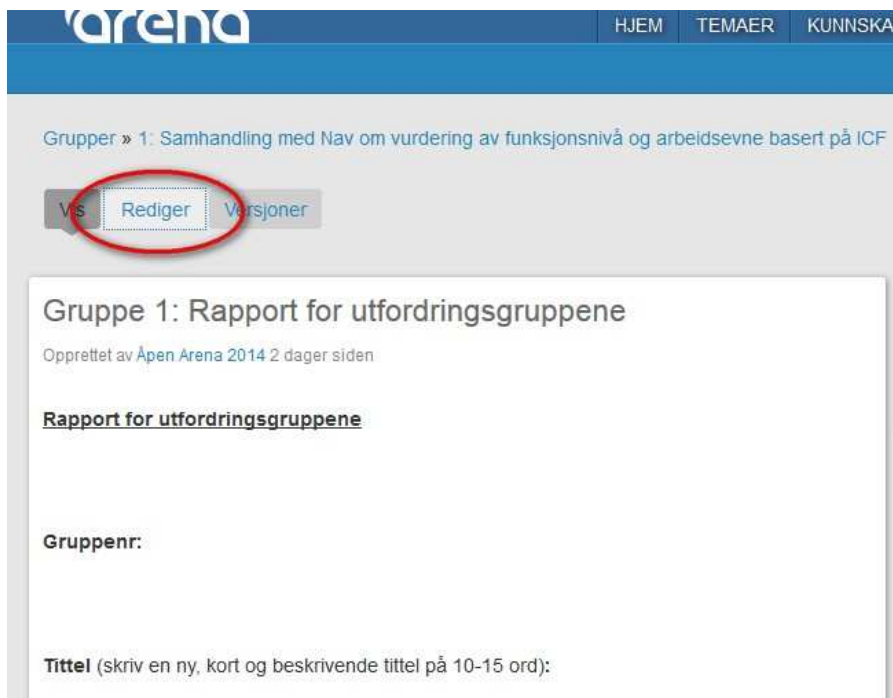 arena
HJEM TEMAER KUNNSKA
Grupper » 1: Samhandling med Nav om vurdering av funksjonsnivå og arbeidsevne basert på ICF
Vis Rediger Versjoner
Gruppe 1: Rapport for utfordringsgruppene
Opprettet av Åpen Arena 2014 2 dager siden
Rapport for utfordringsgruppene
Gruppenr:
Tittel (skriv en ny, kort og beskrivende tittel på 10-15 ord):